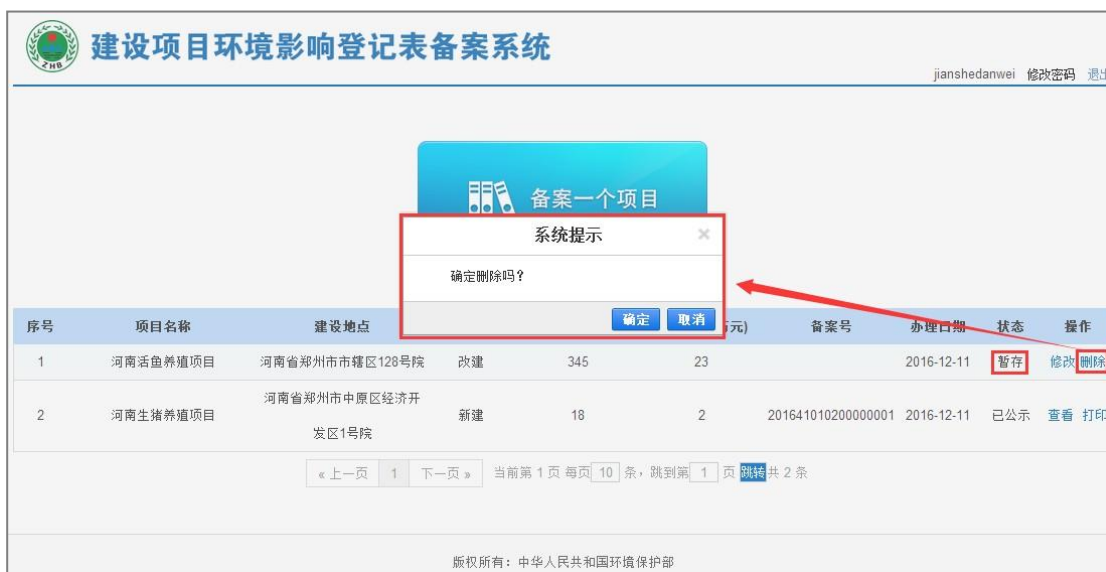 建设项目环境影响登记表备案系统
ZHB
jianshedanwei 修改密码 退出
备案一个项目
系统提示 ×
确定删除吗？
确定 取消
序号 项目名称 建设地点 元) 备案号 办理日期 状态 操作
1 河南活鱼养殖项目 河南省郑州市市辖区128号院 改建 345 23 2016-12-11 暂存 修改 删除
河南省郑州市中原区经济开
2 河南生猪养殖项目 新建 18 2 201641010200000001 2016-12-11 已公示 查看 打印
发区1号院
«上一页 1 下一页» 当前第 1 页 每页 10 条，跳到第 1 页 跳转 共 2 条
版权所有：中华人民共和国环境保护部